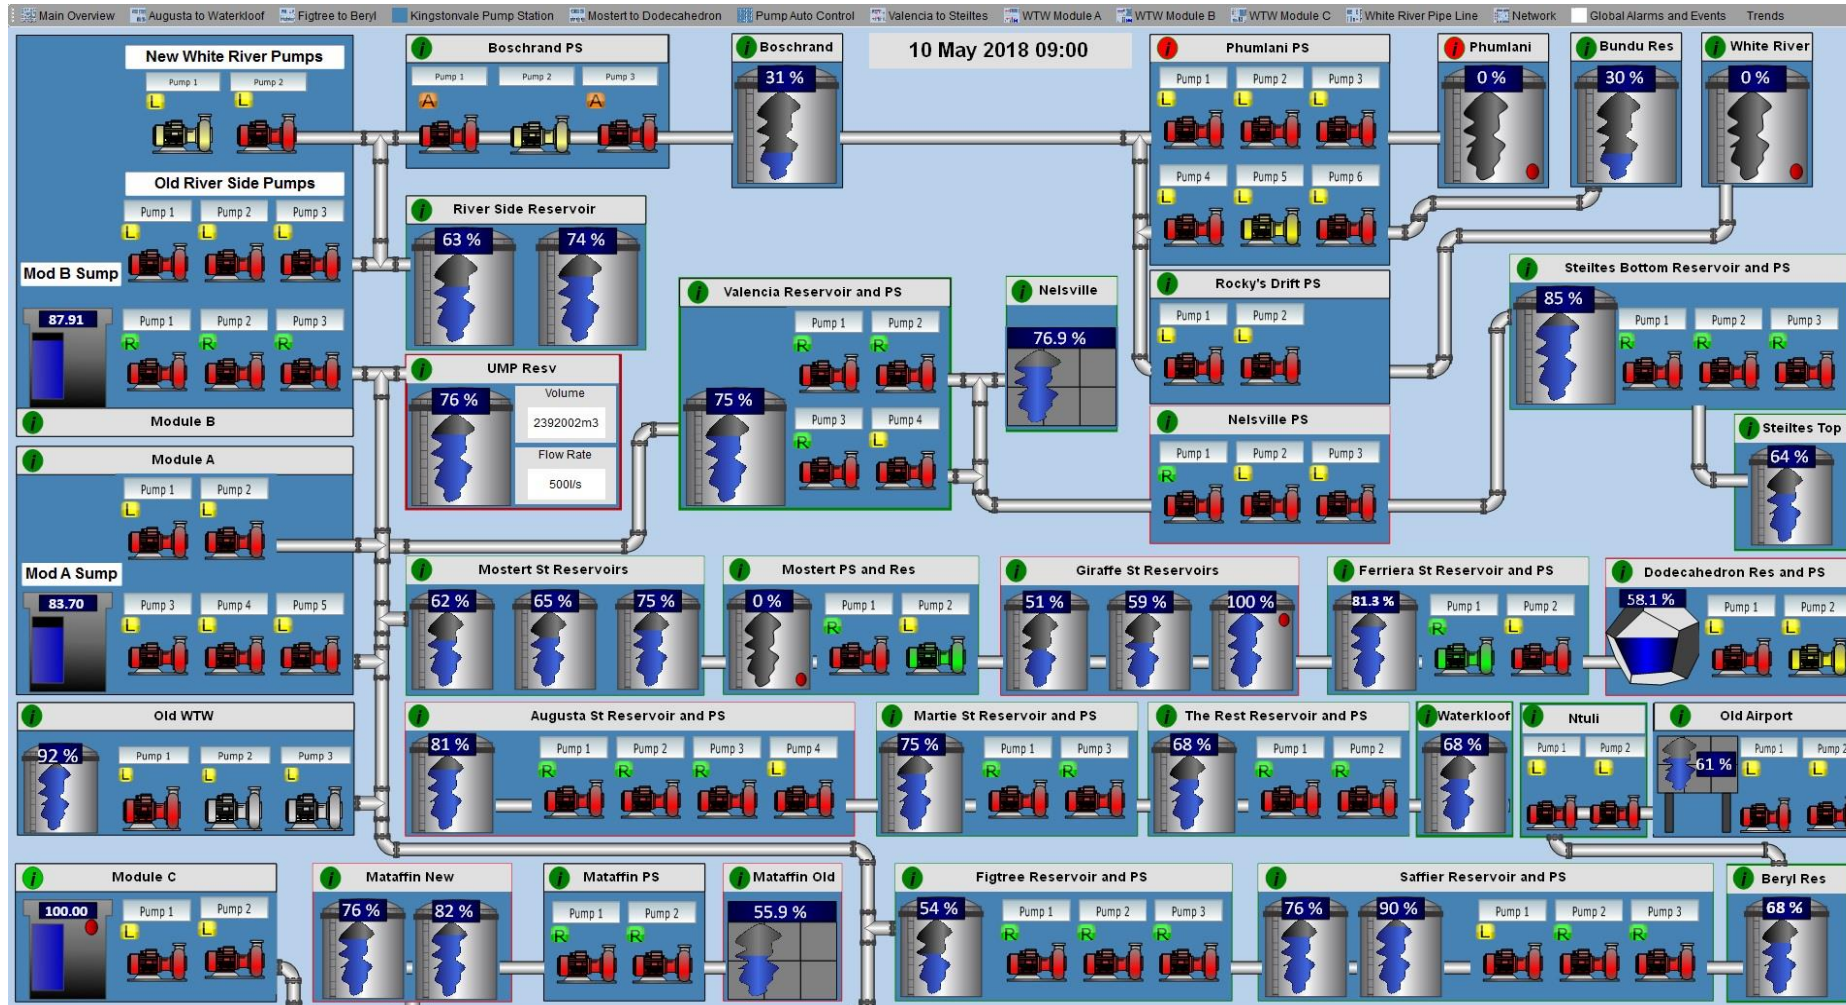 Main Overview Augusta to Waterkloof Figtree to Beryl Kingstonvale Pump Station Mostert to Dodecahedron Pump Auto Control Valencia to Steiltes WTW Module A WTW Module B WTW Module C White River Pipe Line Network Global Alarms and Events Trends
10 May 2018 09:00
New White River Pumps
Pump 1 Pump 2
L L
Old River Side Pumps
Pump 1 Pump 2 Pump 3
L L L
Mod B Sump
87.91
Pump 1 Pump 2 Pump 3
R R R
i Module B
i Boschrand PS
Pump 1 Pump 2 Pump 3
A A
i Boschrand
31 %
i Phumlani PS
Pump 1 Pump 2 Pump 3
L L L
Pump 4 Pump 5 Pump 6
L L L
i Phumlani
0 %
i Bundu Res
30 %
i White River
0 %
i River Side Reservoir
63 % 74 %
i UMP Resv
76 %
Volume
2392002m3
Flow Rate
500l/s
i Valencia Reservoir and PS
75 %
Pump 1 Pump 2
R R
Pump 3 Pump 4
R L
i Nelsville
76.9 %
i Rocky's Drift PS
Pump 1 Pump 2
L L
i Nelsville PS
Pump 1 Pump 2 Pump 3
R L L
i Steiltes Bottom Reservoir and PS
85 %
Pump 1 Pump 2 Pump 3
R R R
i Steiltes Top
64 %
i Module A
Pump 1 Pump 2
L L
Mod A Sump
83.70
Pump 3 Pump 4 Pump 5
L L L
i Mostert St Reservoirs
62 % 65 % 75 %
i Mostert PS and Res
0 %
Pump 1 Pump 2
R L
i Giraffe St Reservoirs
51 % 59 % 100 %
i Ferriera St Reservoir and PS
81.3 %
Pump 1 Pump 2
R L
i Dodecahedron Res and PS
58.1 %
Pump 1 Pump 2
L L
i Old WTW
92 %
Pump 1 Pump 2 Pump 3
L L L
i Augusta St Reservoir and PS
81 %
Pump 1 Pump 2 Pump 3 Pump 4
R R R L
i Martie St Reservoir and PS
75 %
Pump 1 Pump 3
R R
i The Rest Reservoir and PS
68 %
Pump 1 Pump 2
R R
i Waterkloof
68 %
i Ntuli
Pump 1 Pump 2
L L
i Old Airport
61 %
Pump 1 Pump 2
L L
i Module C
100.00
Pump 1 Pump 2
L L
i Mataffin New
76 % 82 %
i Mataffin PS
Pump 1 Pump 2
R R
i Mataffin Old
55.9 %
i Figtree Reservoir and PS
54 %
Pump 1 Pump 2 Pump 3
R R R
i Saffier Reservoir and PS
76 % 90 %
Pump 1 Pump 2 Pump 3
L R R
i Beryl Res
68 %